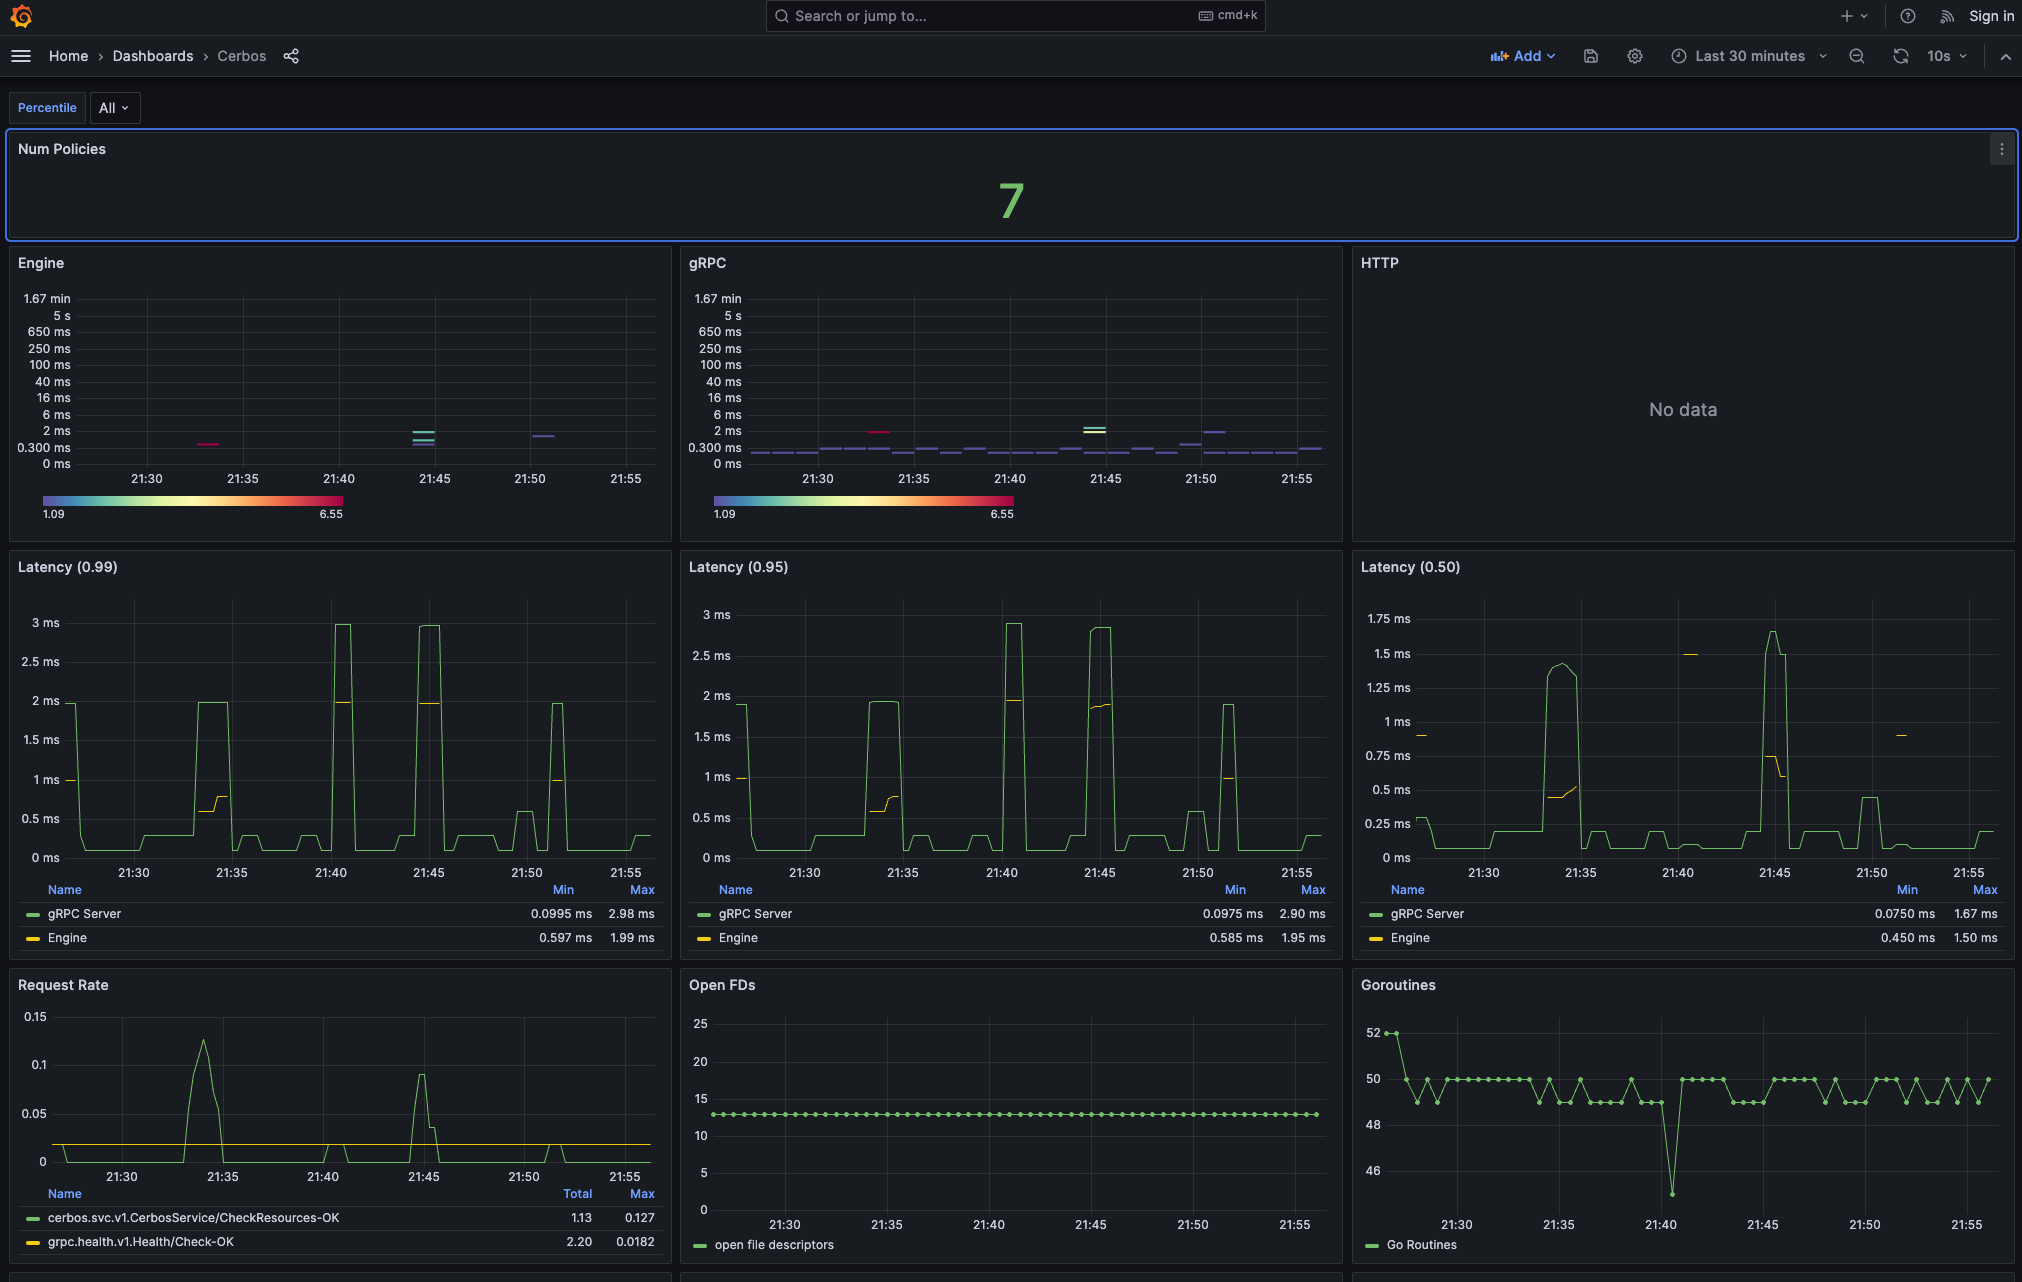 Search or jump to... cmd+k Sign in
Home › Dashboards › Cerbos Add Last 30 minutes 10s
Percentile All
Num Policies
7
Engine
1.67 min
5 s
650 ms
250 ms
100 ms
40 ms
16 ms
6 ms
2 ms
0.300 ms
0 ms
21:30 21:35 21:40 21:45 21:50 21:55
1.09 6.55
gRPC
1.67 min
5 s
650 ms
250 ms
100 ms
40 ms
16 ms
6 ms
2 ms
0.300 ms
0 ms
21:30 21:35 21:40 21:45 21:50 21:55
1.09 6.55
HTTP
No data
Latency (0.99)
3 ms
2.5 ms
2 ms
1.5 ms
1 ms
0.5 ms
0 ms
21:30 21:35 21:40 21:45 21:50 21:55
Name Min Max
gRPC Server 0.0995 ms 2.98 ms
Engine 0.597 ms 1.99 ms
Latency (0.95)
3 ms
2.5 ms
2 ms
1.5 ms
1 ms
0.5 ms
0 ms
21:30 21:35 21:40 21:45 21:50 21:55
Name Min Max
gRPC Server 0.0975 ms 2.90 ms
Engine 0.585 ms 1.95 ms
Latency (0.50)
1.75 ms
1.5 ms
1.25 ms
1 ms
0.75 ms
0.5 ms
0.25 ms
0 ms
21:30 21:35 21:40 21:45 21:50 21:55
Name Min Max
gRPC Server 0.0750 ms 1.67 ms
Engine 0.450 ms 1.50 ms
Request Rate
0.15
0.1
0.05
0
21:30 21:35 21:40 21:45 21:50 21:55
Name Total Max
cerbos.svc.v1.CerbosService/CheckResources-OK 1.13 0.127
grpc.health.v1.Health/Check-OK 2.20 0.0182
Open FDs
25
20
15
10
5
0
21:30 21:35 21:40 21:45 21:50 21:55
open file descriptors
Goroutines
52
50
48
46
21:30 21:35 21:40 21:45 21:50 21:55
Go Routines